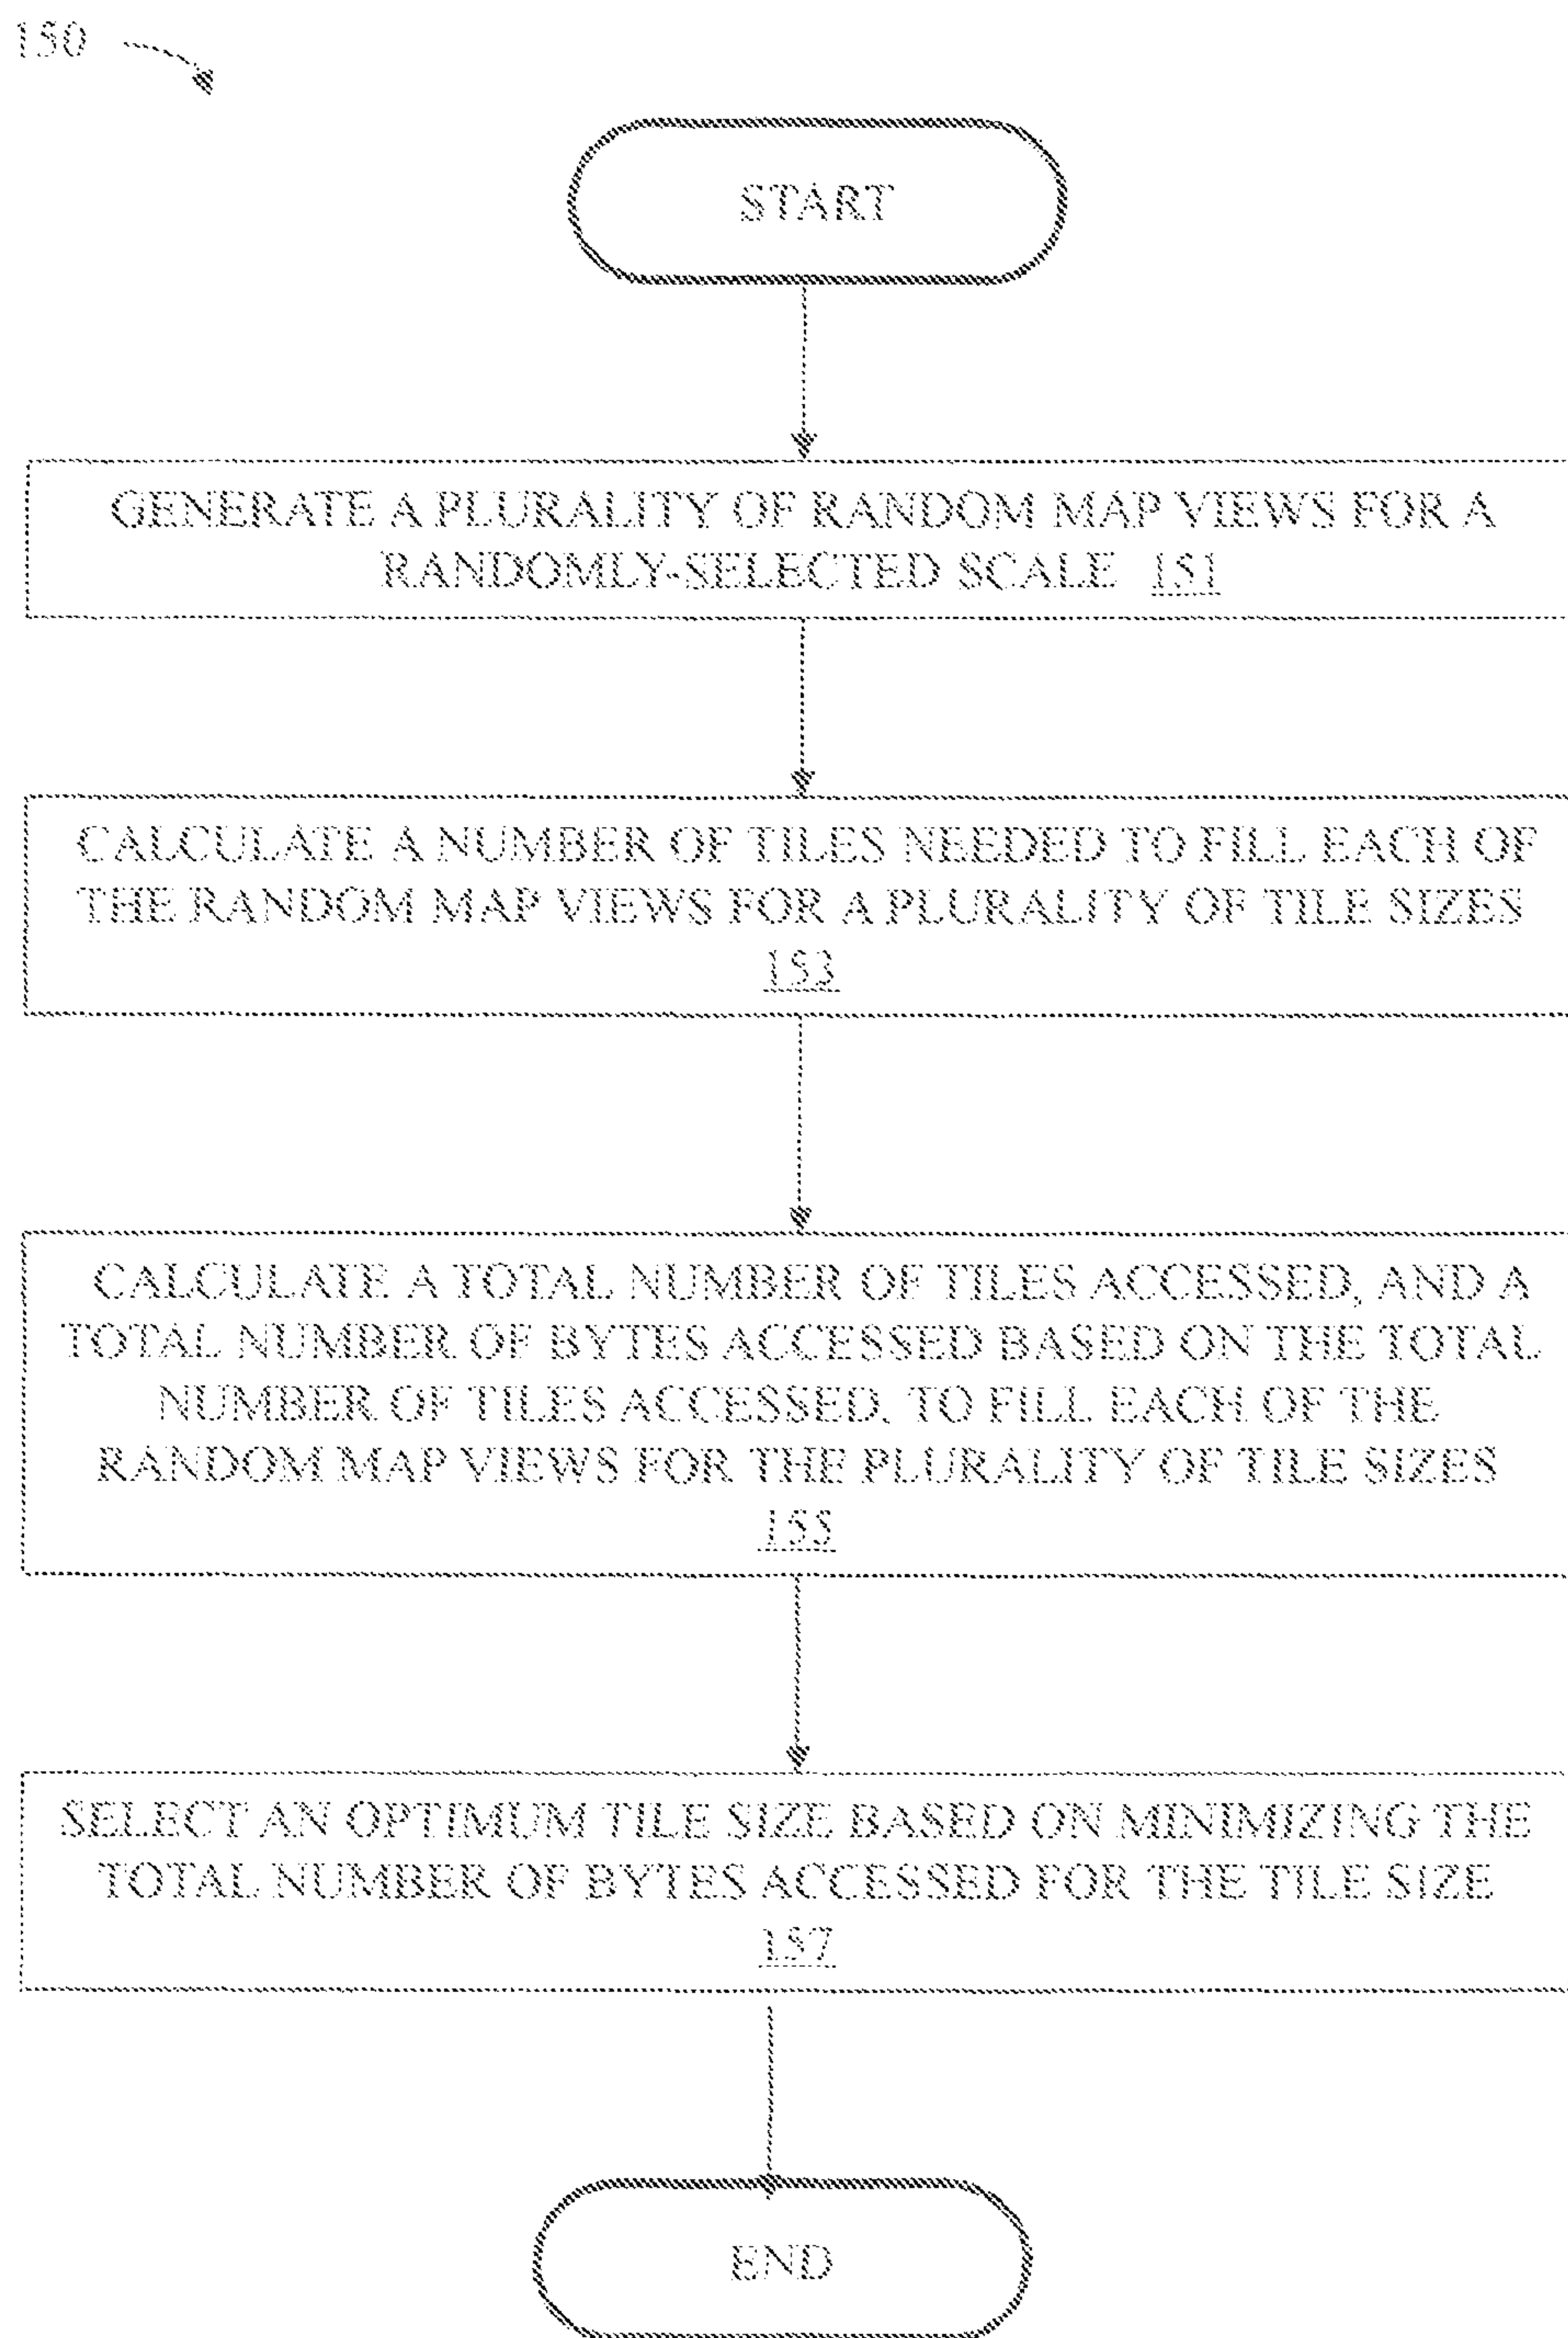 150
START
GENERATE A PLURALITY OF RANDOM MAP VIEWS FOR A
RANDOMLY-SELECTED SCALE 151
CALCULATE A NUMBER OF TILES NEEDED TO FILL EACH OF
THE RANDOM MAP VIEWS FOR A PLURALITY OF TILE SIZES
153
CALCULATE A TOTAL NUMBER OF TILES ACCESSED, AND A
TOTAL NUMBER OF BYTES ACCESSED BASED ON THE TOTAL
NUMBER OF TILES ACCESSED, TO FILL EACH OF THE
RANDOM MAP VIEWS FOR THE PLURALITY OF TILE SIZES
155
SELECT AN OPTIMUM TILE SIZE BASED ON MINIMIZING THE
TOTAL NUMBER OF BYTES ACCESSED FOR THE TILE SIZE
157
END